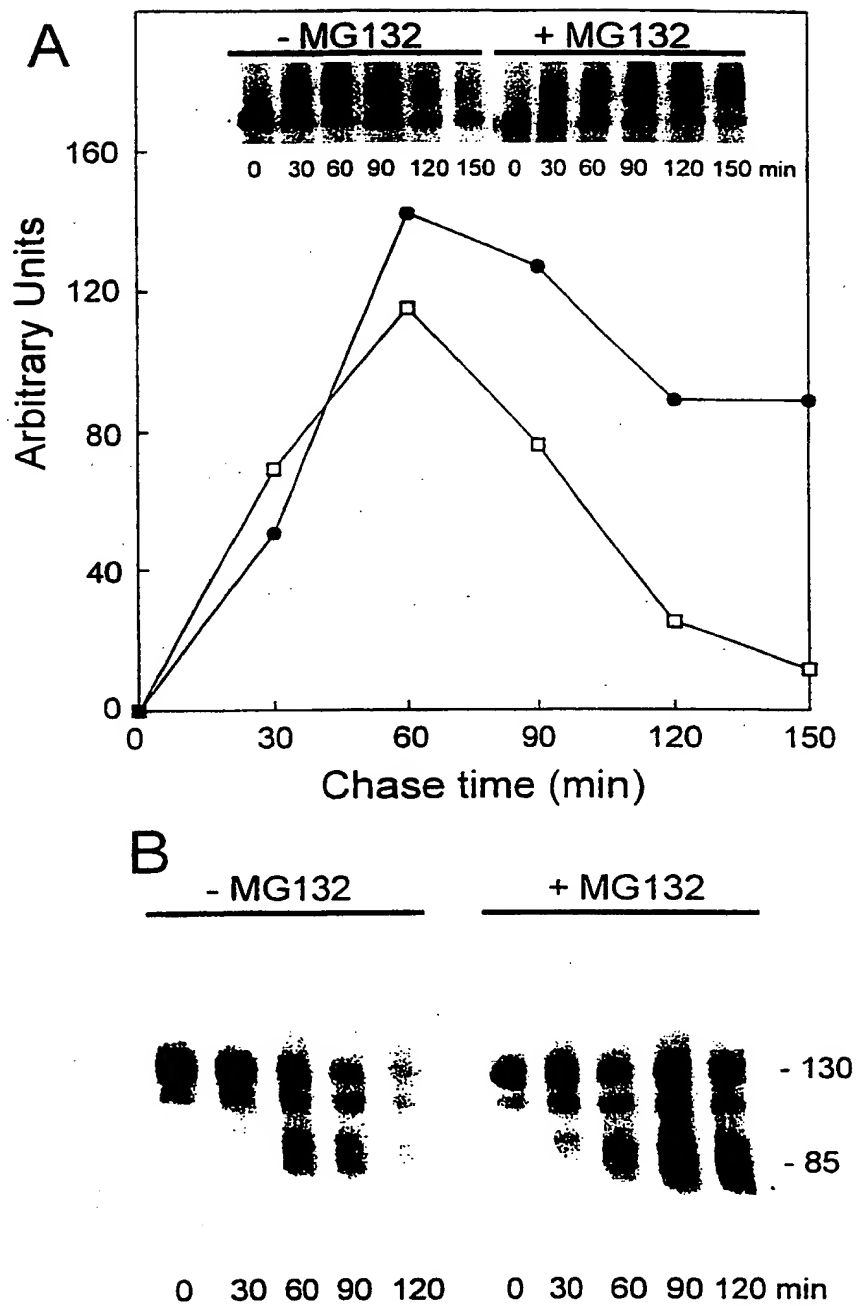 A
- MG132 + MG132
0 30 60 90 120 150 0 30 60 90 120 150 min
160
120
80
40
0
Arbitrary Units
0 30 60 90 120 150
Chase time (min)
B
- MG132 + MG132
- 130
- 85
0 30 60 90 120 0 30 60 90 120 min